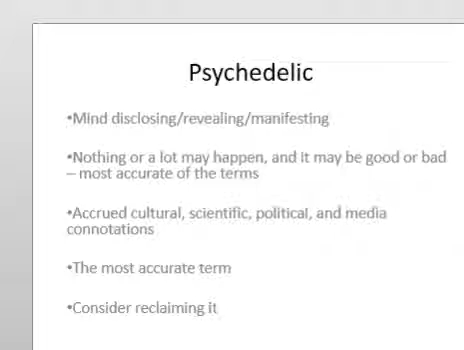 Psychedelic
•Mind disclosing/revealing/manifesting
•Nothing or a lot may happen, and it may be good or bad
– most accurate of the terms
•Accrued cultural, scientific, political, and media
connotations
•The most accurate term
•Consider reclaiming it